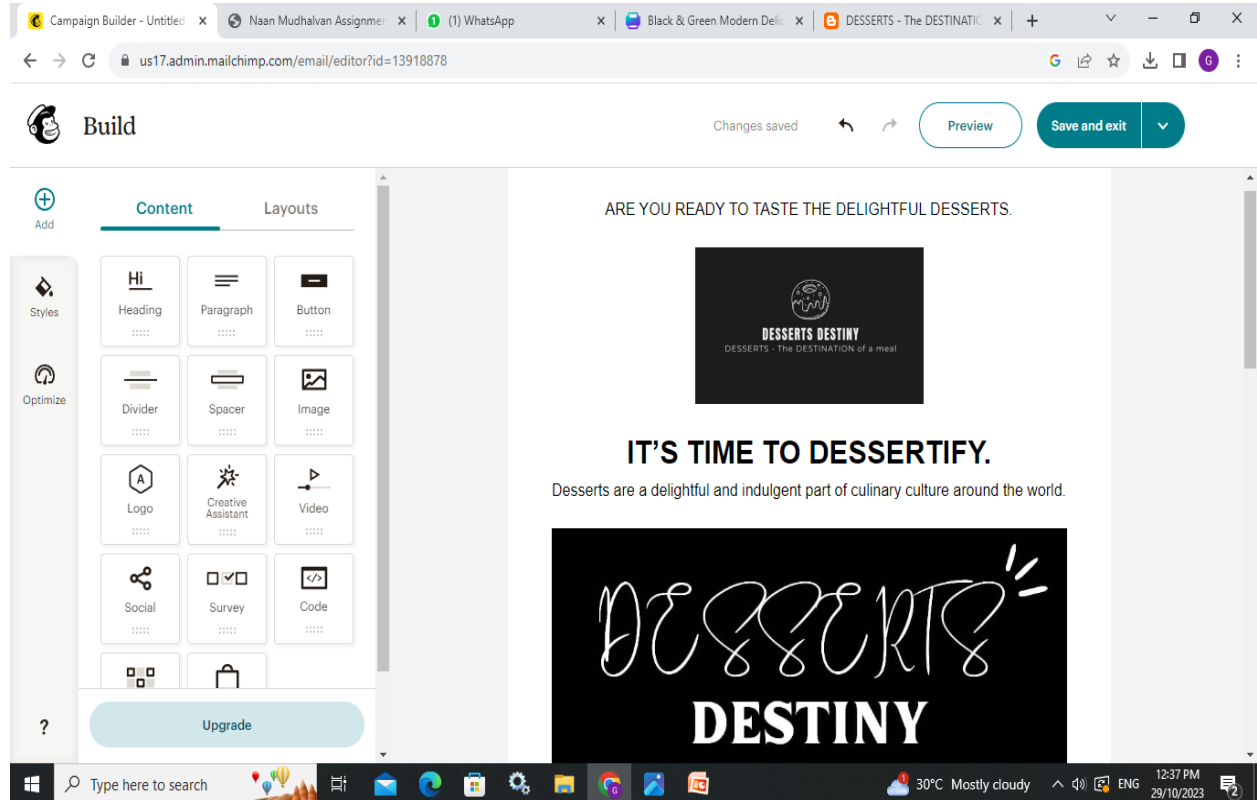 Campaign Builder - Untitled
Naan Mudhalvan Assignmer
(1) WhatsApp
Black & Green Modern Delic
DESSERTS - The DESTINATIC
us17.admin.mailchimp.com/email/editor?id=13918878
G
G
Build
Changes saved
Preview
Save and exit
Add
Styles
Optimize
?
Content
Layouts
Hi
Heading
Paragraph
Button
Divider
Spacer
Image
A
Logo
Creative
Assistant
Video
Social
Survey
</>
Code
Upgrade
ARE YOU READY TO TASTE THE DELIGHTFUL DESSERTS.
DESSERTS DESTINY
DESSERTS - The DESTINATION of a meal
IT’S TIME TO DESSERTIFY.
Desserts are a delightful and indulgent part of culinary culture around the world.
DESSERTS
DESTINY
Type here to search
30°C Mostly cloudy
ENG
12:37 PM
29/10/2023
2